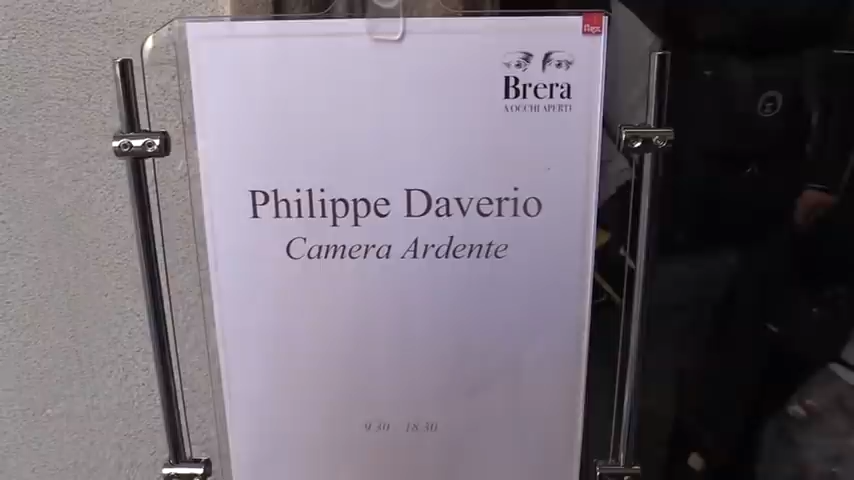 Brera
A OCCHI APERTI
Philippe Daverio
Camera Ardente
9.30 18.30